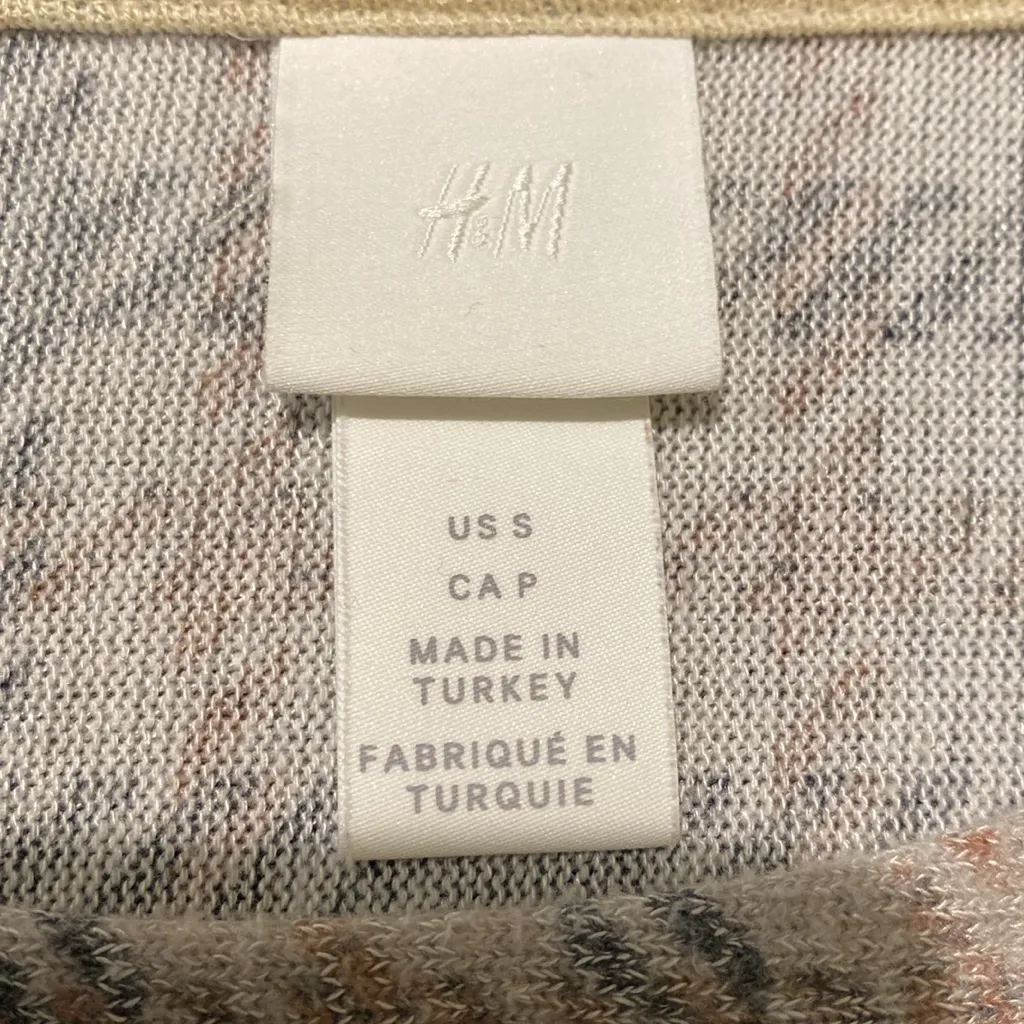 H&M
US S
CA P
MADE IN
TURKEY
FABRIQUÉ EN
TURQUIE